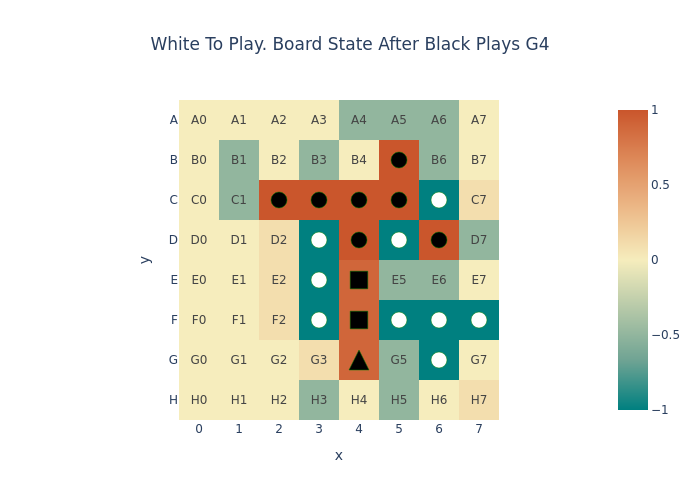 White To Play. Board State After Black Plays G4
A A0 A1 A2 A3 A4 A5 A6 A7
B B0 B1 B2 B3 B4 B6 B7
C C0 C1 C7
D D0 D1 D2 D7
E E0 E1 E2 E5 E6 E7
F F0 F1 F2
G G0 G1 G2 G3 G5 G7
H H0 H1 H2 H3 H4 H5 H6 H7
0 1 2 3 4 5 6 7
x
y
1
0.5
0
−0.5
−1